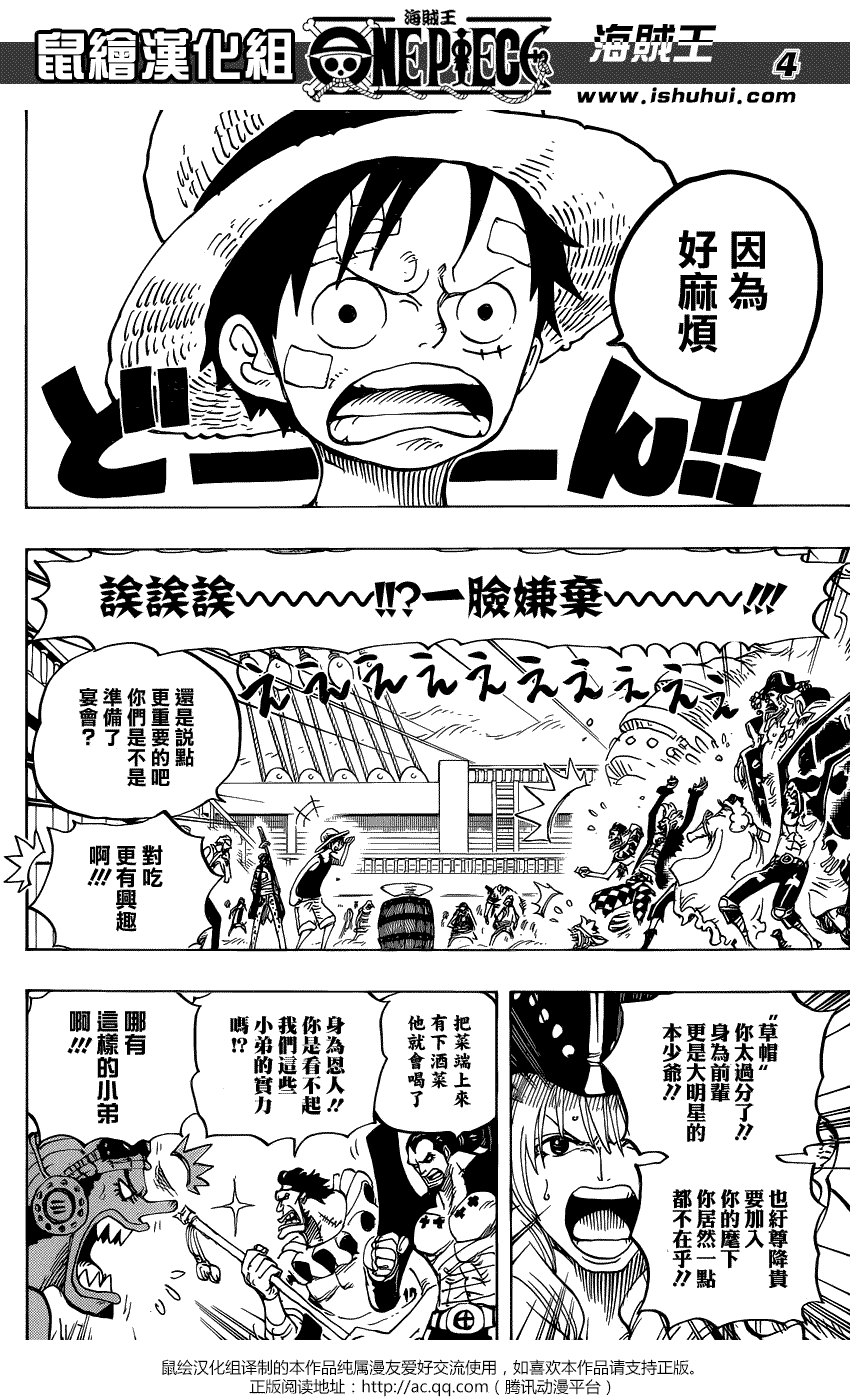 鼠繪漢化組
海賊王
ONE PIECE
海賊王
4
www.ishuhui.com
因為
好麻煩
どーーん!!
誒誒誒~~~~~!!?一臉嫌棄~~~~~!!!
ええええええええええ
還是說點
更重要的吧
你們是不是
準備了
宴會？
對吃
更有興趣
啊!!!
“草帽”
你太過分了!!
身為前輩
更是大明星的
本少爺!!
也紆尊降貴
要加入
你的麾下
你居然一點
都不在乎!!
把菜端上來
有下酒菜
他就會喝了
身為恩人!!
你是看不起
我們這些
小弟的實力
嗎!?
哪有
這樣的小弟
啊!!!
鼠绘汉化组译制的本作品纯属漫友爱好交流使用，如喜欢本作品请支持正版。
正版阅读地址：http://ac.qq.com（腾讯动漫平台）